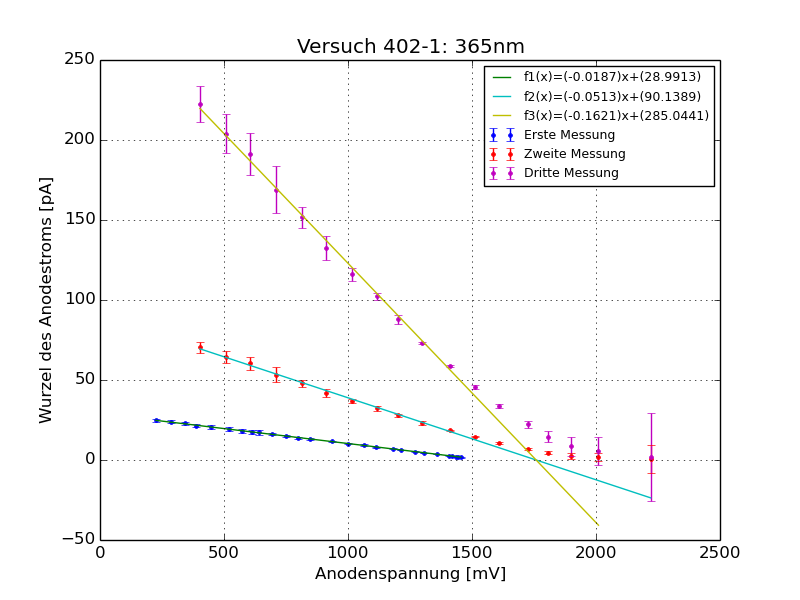 Versuch 402-1: 365nm
f1(x)=(-0.0187)x+(28.9913)
f2(x)=(-0.0513)x+(90.1389)
f3(x)=(-0.1621)x+(285.0441)
Erste Messung
Zweite Messung
Dritte Messung
Wurzel des Anodestroms [pA]
250
200
150
100
50
0
−50
0 500 1000 1500 2000 2500
Anodenspannung [mV]